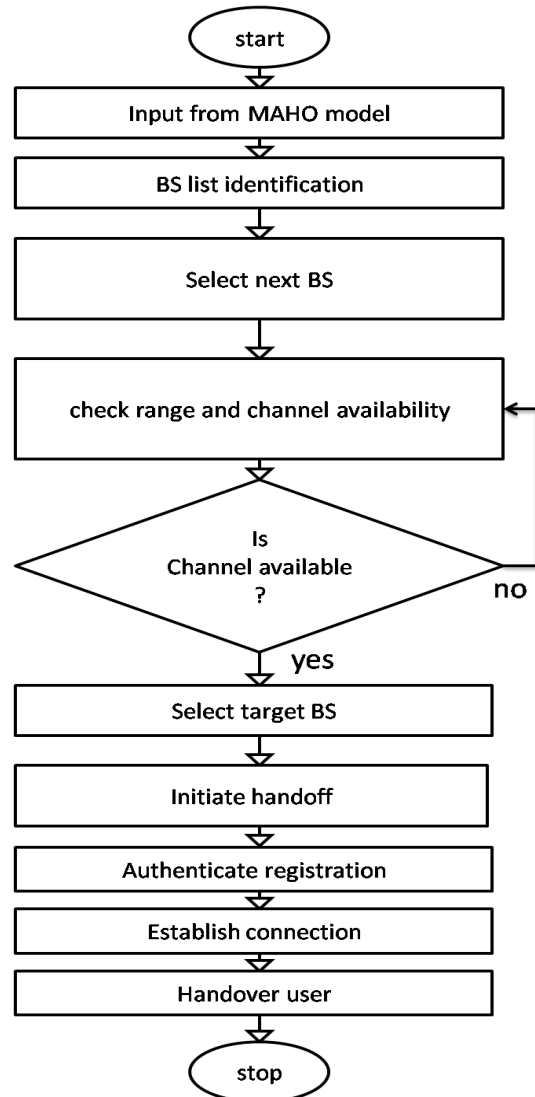 start
Input from MAHO model
BS list identification
Select next BS
check range and channel availability
Is
Channel available
?
no
yes
Select target BS
Initiate handoff
Authenticate registration
Establish connection
Handover user
stop